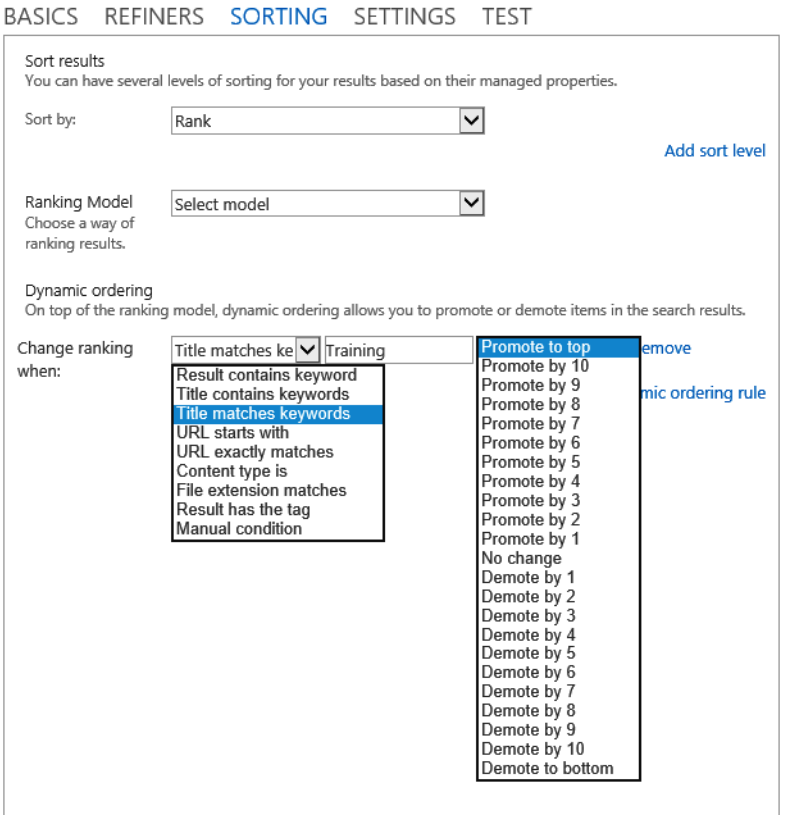 BASICS REFINERS SORTING SETTINGS TEST
Sort results
You can have several levels of sorting for your results based on their managed properties.
Sort by:
Rank
Add sort level
Ranking Model
Choose a way of
ranking results.
Select model
Dynamic ordering
On top of the ranking model, dynamic ordering allows you to promote or demote items in the search results.
Change ranking
when:
Title matches ke
Training
Result contains keyword
Title contains keywords
Title matches keywords
URL starts with
URL exactly matches
Content type is
File extension matches
Result has the tag
Manual condition
Promote to top
Promote by 10
Promote by 9
Promote by 8
Promote by 7
Promote by 6
Promote by 5
Promote by 4
Promote by 3
Promote by 2
Promote by 1
No change
Demote by 1
Demote by 2
Demote by 3
Demote by 4
Demote by 5
Demote by 6
Demote by 7
Demote by 8
Demote by 9
Demote by 10
Demote to bottom
emove
mic ordering rule